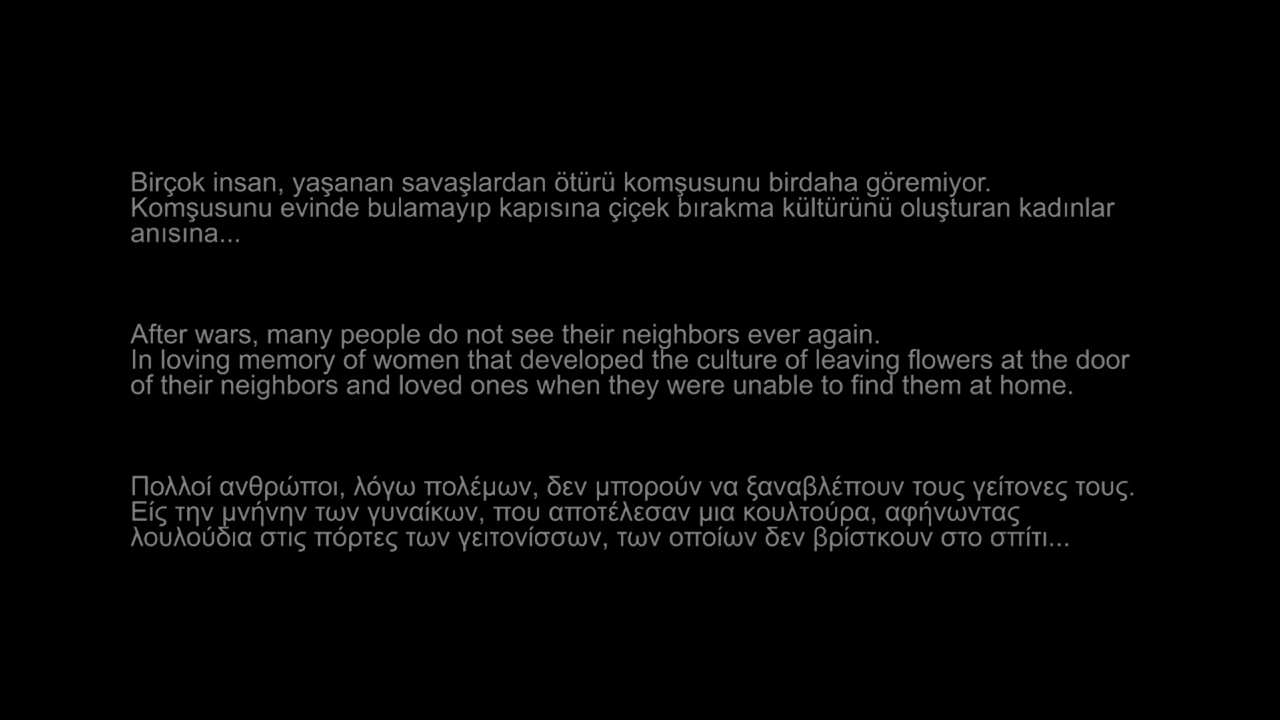 Birçok insan, yaşanan savaşlardan ötürü komşusunu birdaha göremiyor.
Komşusunu evinde bulamayıp kapısına çiçek bırakma kültürünü oluşturan kadınlar
anısına...
After wars, many people do not see their neighbors ever again.
In loving memory of women that developed the culture of leaving flowers at the door
of their neighbors and loved ones when they were unable to find them at home.
Πολλοί ανθρώποι, λόγω πολέμων, δεν μπορούν να ξαναβλέπουν τους γείτονες τους.
Είς την μνήνην των γυναίκων, που αποτέλεσαν μια κουλτούρα, αφήνωντας
λουλούδια στις πόρτες των γειτονίσσων, των οποίων δεν βρίστκουν στο σπίτι...